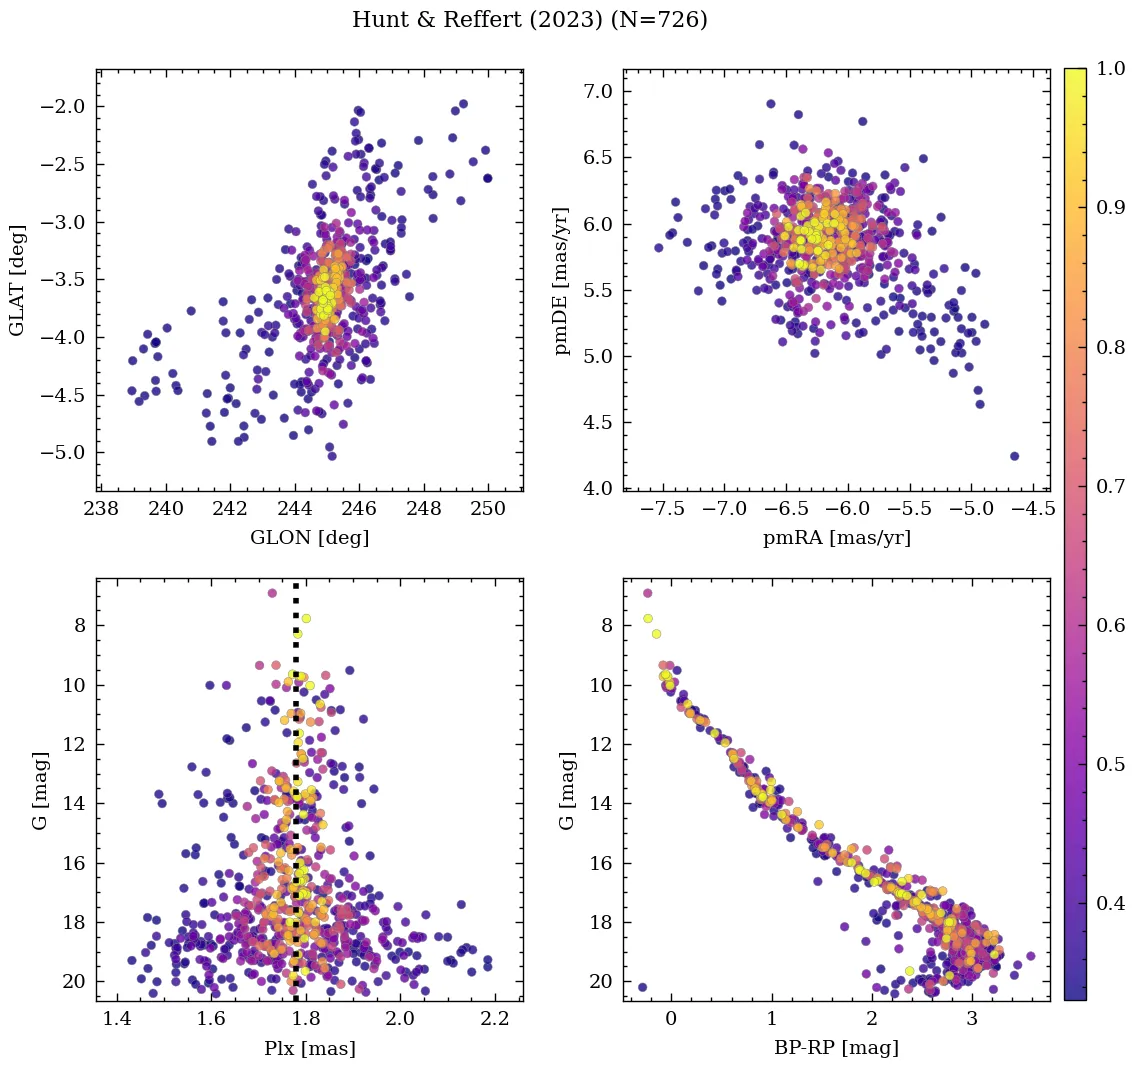 Hunt & Reffert (2023) (N=726)
−2.0
−2.5
−3.0
−3.5
−4.0
−4.5
−5.0
GLAT [deg]
238 240 242 244 246 248 250
GLON [deg]
7.0
6.5
6.0
5.5
5.0
4.5
4.0
pmDE [mas/yr]
−7.5 −7.0 −6.5 −6.0 −5.5 −5.0 −4.5
pmRA [mas/yr]
1.0
0.9
0.8
0.7
0.6
0.5
0.4
8
10
12
14
16
18
20
G [mag]
1.4 1.6 1.8 2.0 2.2
Plx [mas]
8
10
12
14
16
18
20
G [mag]
0 1 2 3
BP-RP [mag]